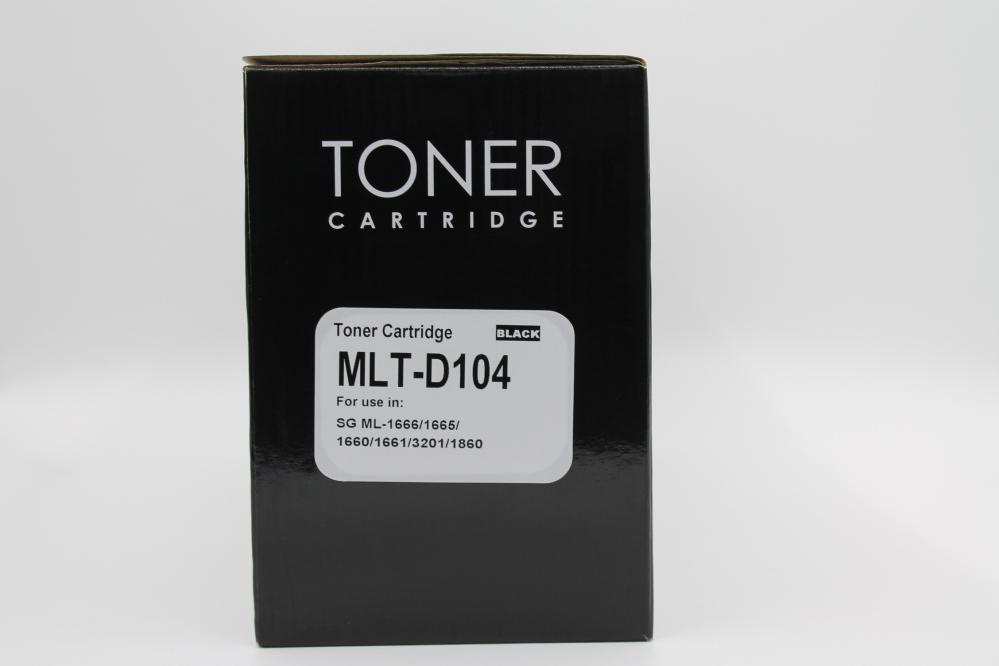 TONER
CARTRIDGE
Toner Cartridge BLACK
MLT-D104
For use in:
SG ML-1666/1665/
1660/1661/3201/1860